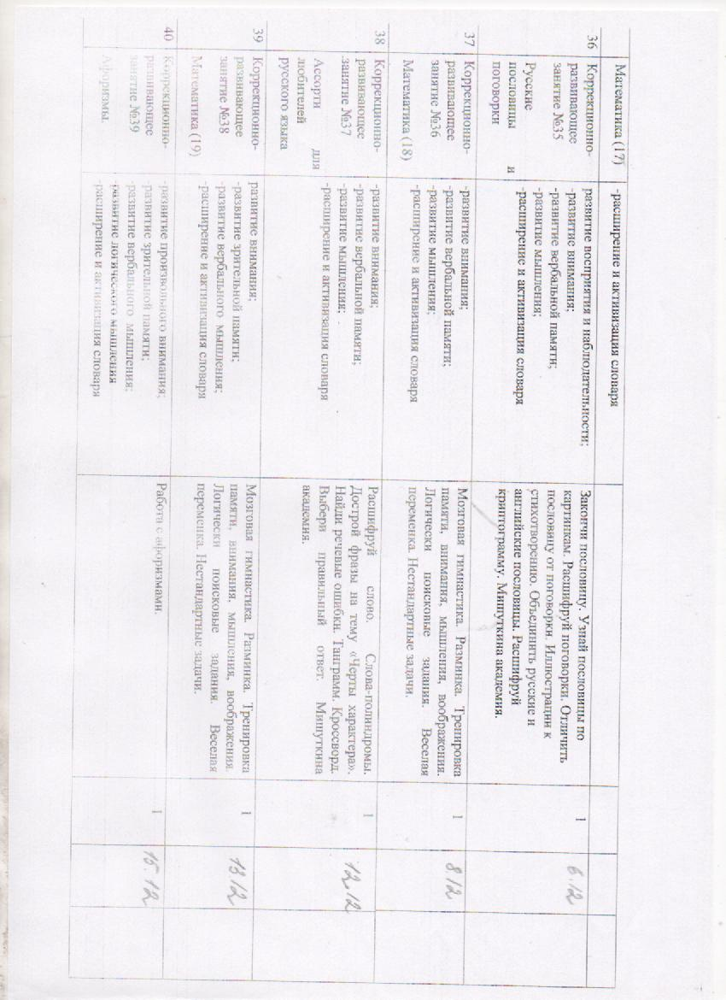 Математика (17)
-расширение и активизация словаря
36
Коррекционно-
развивающее
занятие №35
Русские
пословицы и
поговорки
развитие восприятия и наблюдательности;
-развитие внимания;
-развитие вербальной памяти;
-развитие мышления;
-расширение и активизация словаря
Закончи пословицу. Узнай пословицы по
картинкам. Расшифруй поговорки. Отличить
пословицу от поговорки. Иллюстрации к
стихотворению. Объединить русские и
английские пословицы. Расшифруй
криптограмму. Мишуткина академия.
1
6.12
37
Коррекционно-
развивающее
занятие №36
Математика (18)
-развитие внимания;
-развитие вербальной памяти;
-развитие мышления;
-расширение и активизация словаря
Мозговая гимнастика. Разминка. Тренировка
памяти, внимания, мышления, воображения.
Логически поисковые задания. Веселая
переменка. Нестандартные задачи.
1
8.12
38
Коррекционно-
развивающее
занятие №37
Ассорти для
любителей
русского языка
-развитие внимания;
-развитие вербальной памяти;
-развитие мышления;
-расширение и активизация словаря
Расшифруй слово. Слова-полиндромы.
Дострой фразы на тему «Черты характера».
Найди речевые ошибки. Танграмм. Кроссворд.
Выбери правильный ответ. Мишуткина
академия.
1
12.12
39
Коррекционно-
развивающее
занятие №38
Математика (19)
развитие внимания;
-развитие зрительной памяти;
-развитие вербального мышления;
-расширение и активизация словаря
Мозговая гимнастика. Разминка. Тренировка
памяти, внимания, мышления, воображения.
Логически поисковые задания. Веселая
переменка. Нестандартные задачи.
1
13.12
40
Коррекционно-
развивающее
занятие №39
Афоризмы.
-развитие произвольного внимания;
-развитие зрительной памяти;
-развитие вербального мышления;
-развитие логического мышления
-расширение и активизация словаря
Работа с афоризмами.
1
15.12